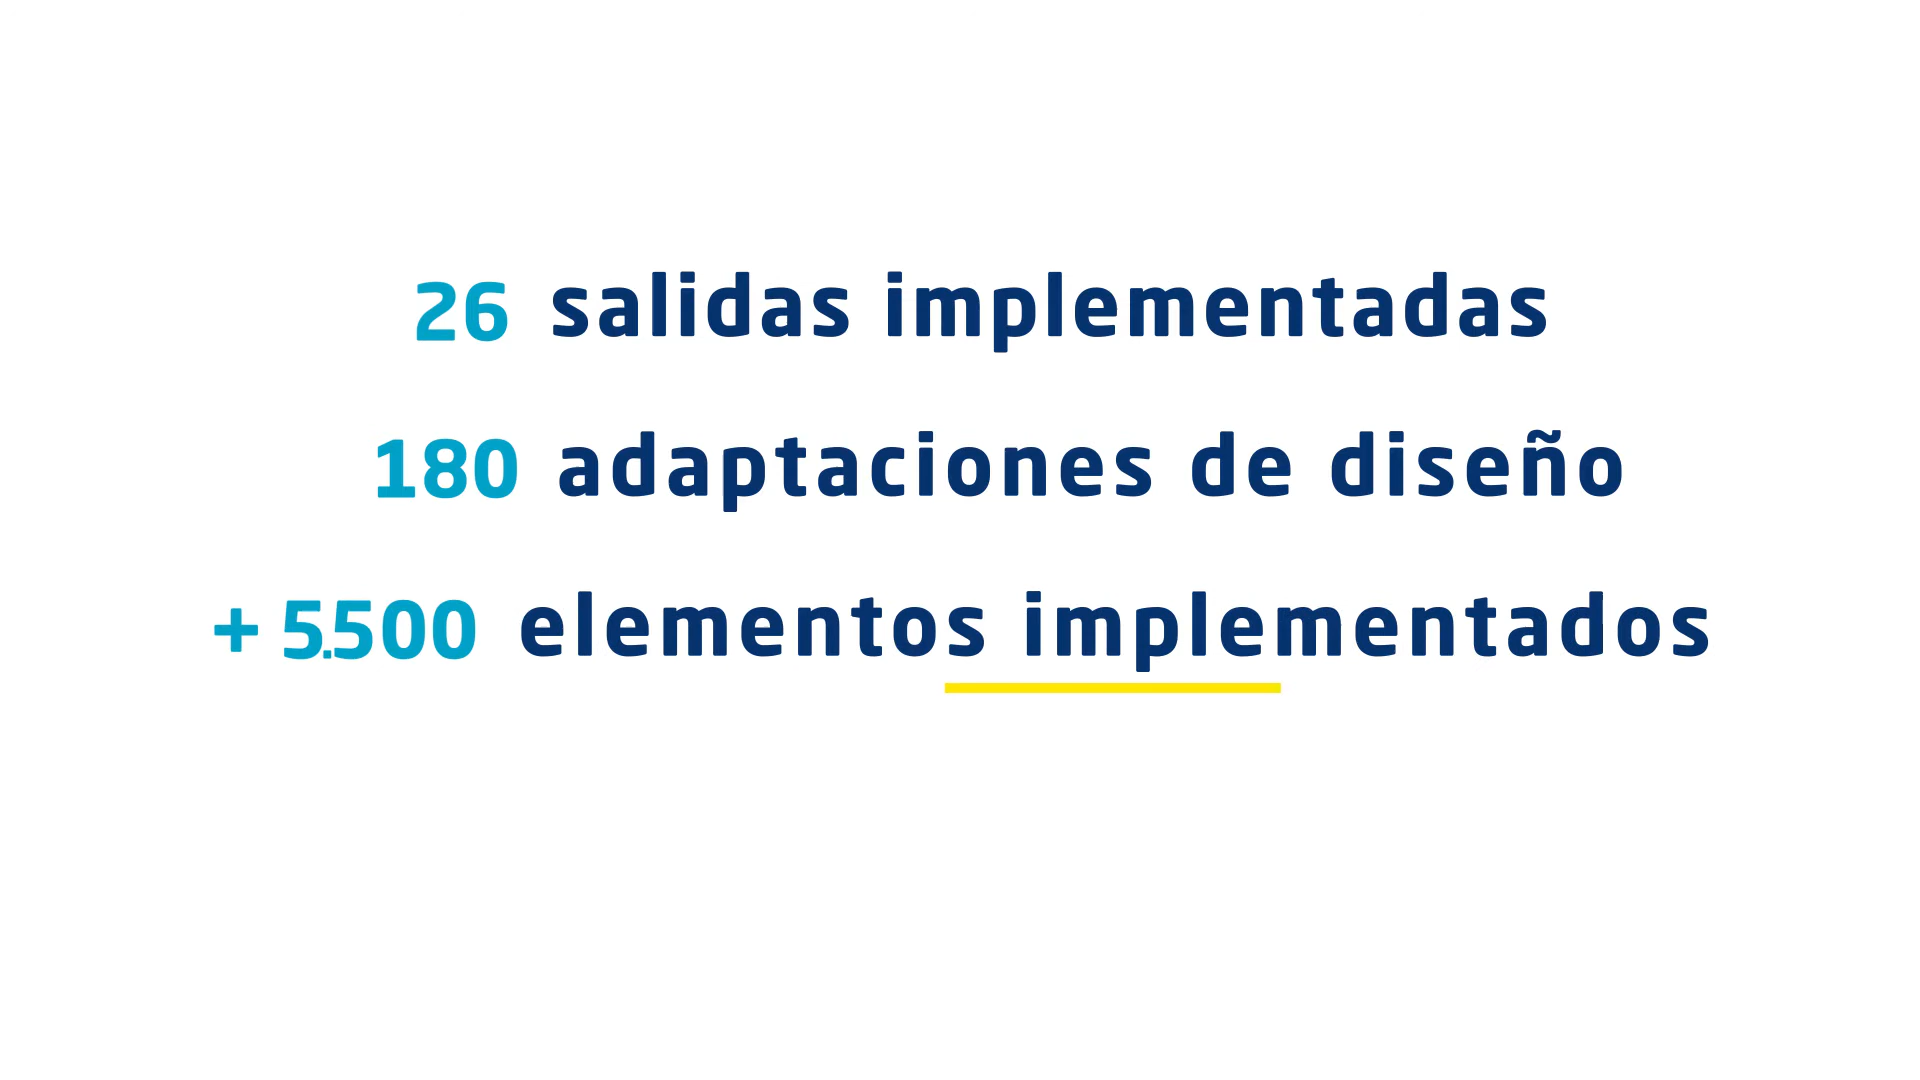 26 salidas implementadas
180 adaptaciones de diseño
+ 5.500 elementos implementados